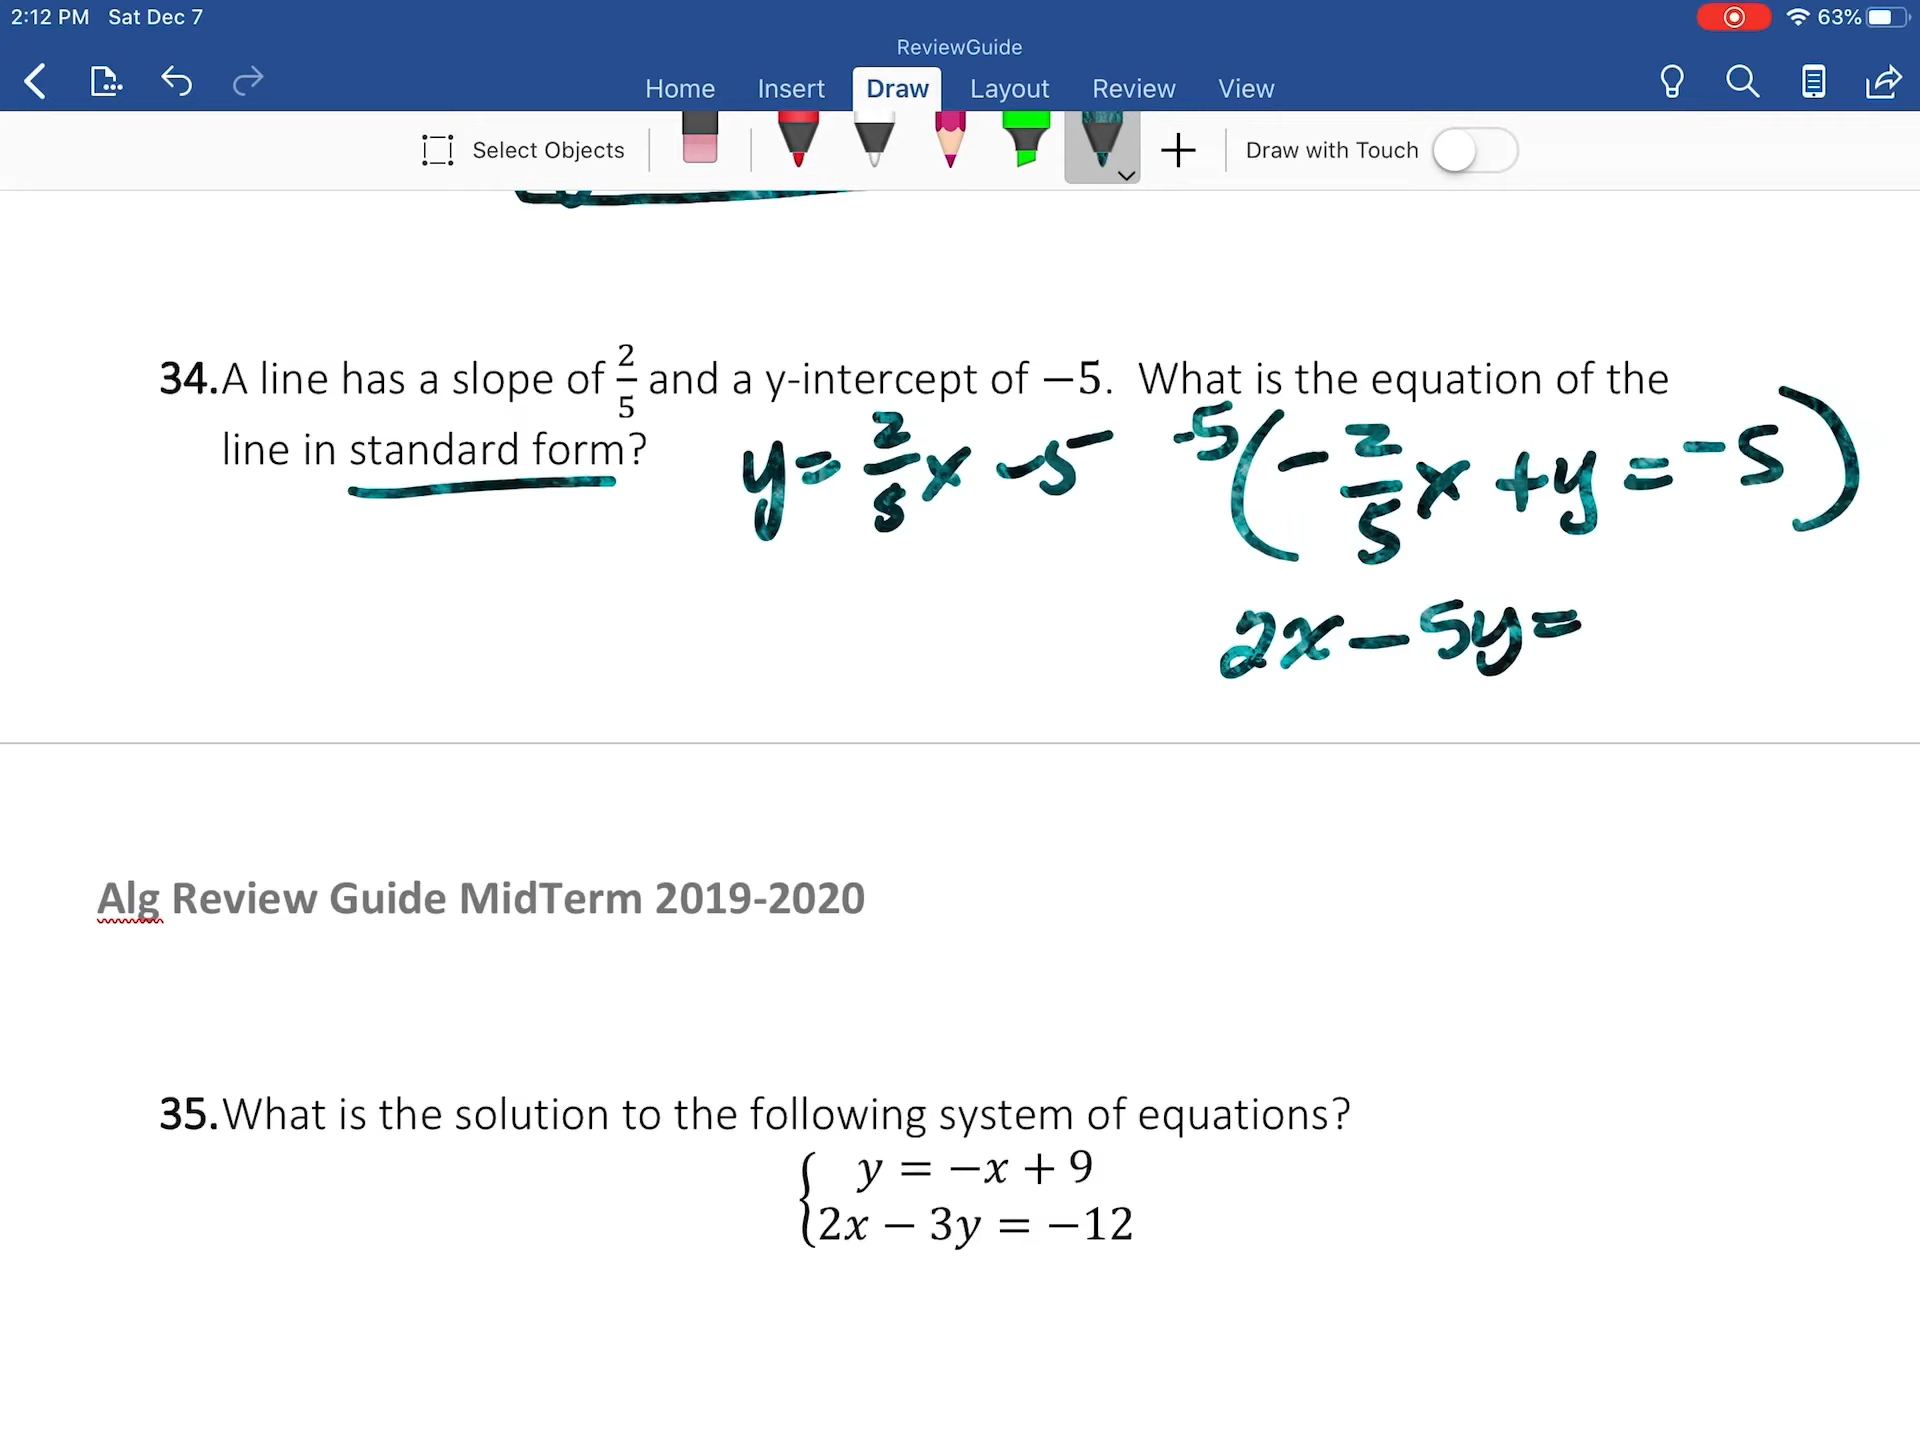 2:12 PM Sat Dec 7
63%
ReviewGuide
Home Insert Draw Layout Review View
Select Objects
Draw with Touch
34. A line has a slope of 2/5 and a y-intercept of −5. What is the equation of the
line in standard form?
y = 2/5 x - 5
-5(-2/5 x + y = -5)
2x - 5y =
Alg Review Guide MidTerm 2019-2020
35. What is the solution to the following system of equations?
{ y = −x + 9
2x − 3y = −12